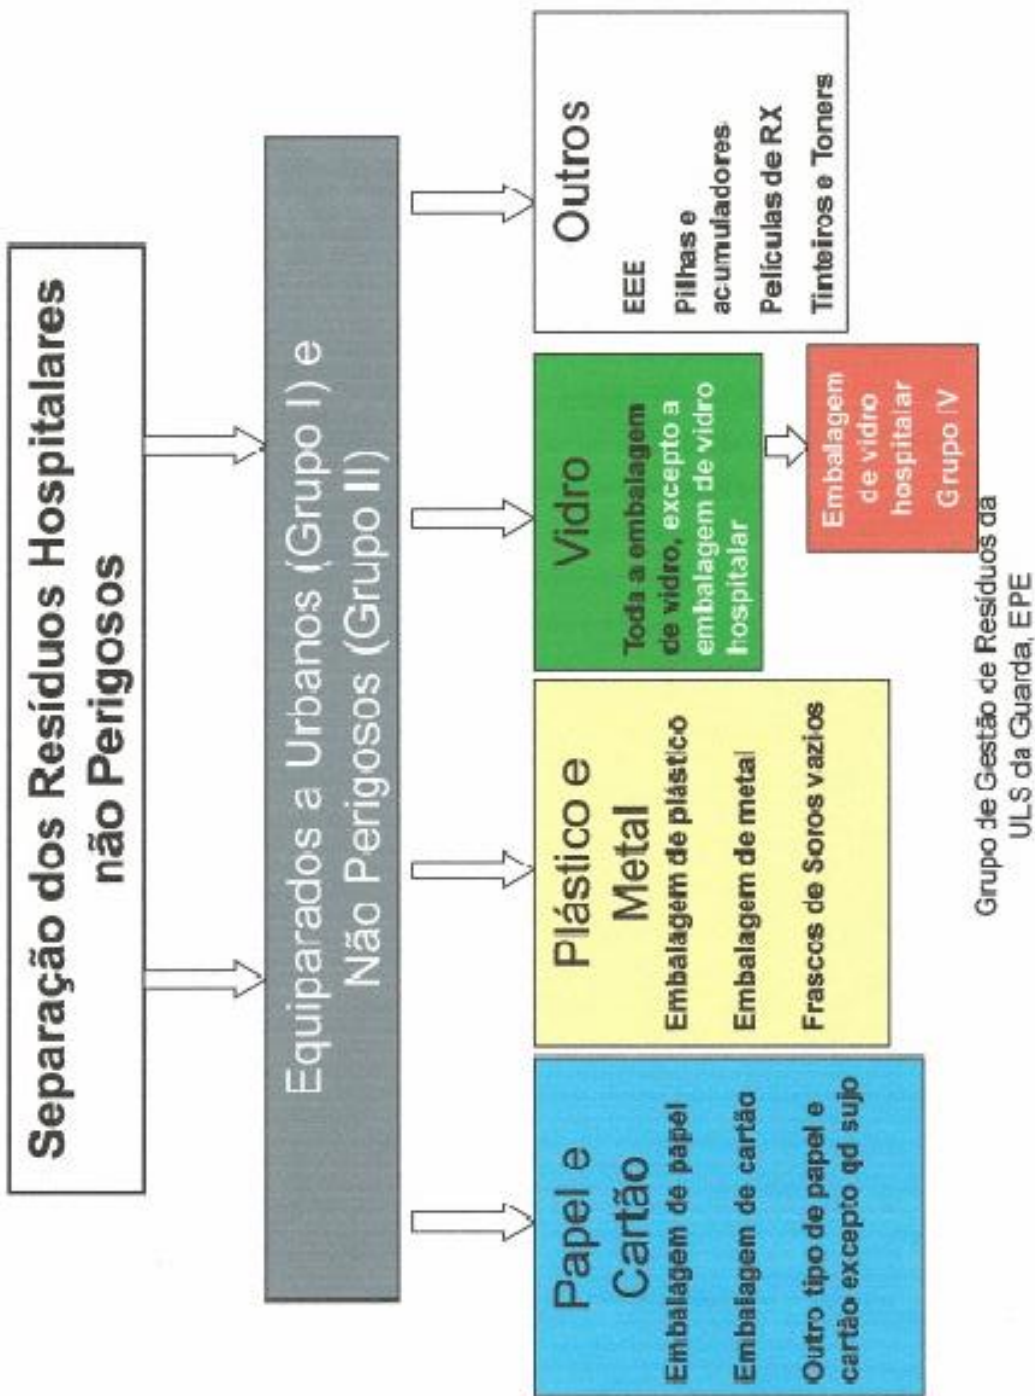 Separação dos Resíduos Hospitalares
não Perigosos
Equiparados a Urbanos (Grupo I) e
Não Perigosos (Grupo II)
Papel e
Cartão
Embalagem de papel
Embalagem de cartão
Outro tipo de papel e
cartão excepto qd sujo
Plástico e
Metal
Embalagem de plástico
Embalagem de metal
Frascos de Soros vazios
Vidro
Toda a embalagem
de vidro, excepto a
embalagem de vidro
hospitalar
Embalagem
de vidro
hospitalar
Grupo IV
Outros
EEE
Pilhas e
acumuladores
Películas de RX
Tinteiros e Toners
Grupo de Gestão de Resíduos da
ULS da Guarda, EPE